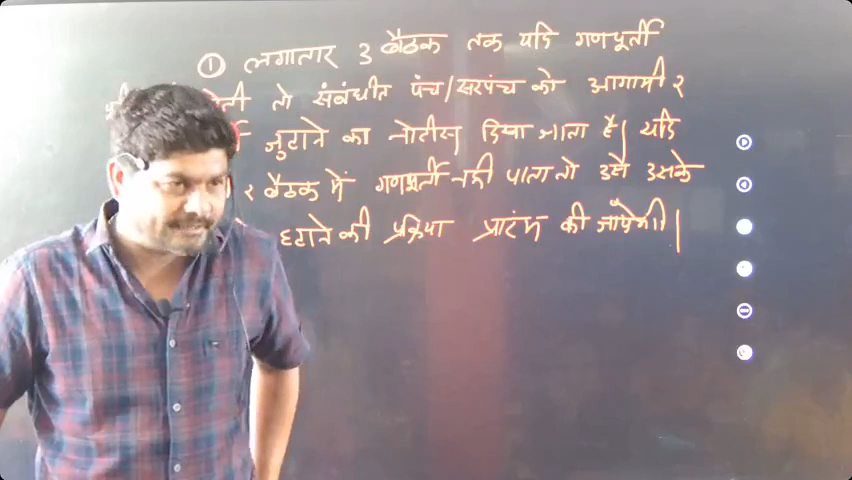 ① लगातार 3 बैठक तक यदि गणपूर्ती
तो संबंधीत पंच/सरपंच को आगामी २
जुटाने का नोटीस दिया जाता है। यदि
२ बैठक में गणपूर्ती नही पाता तो उसे उसके
हटाने की प्रक्रिया प्रारंभ की जायेगी।